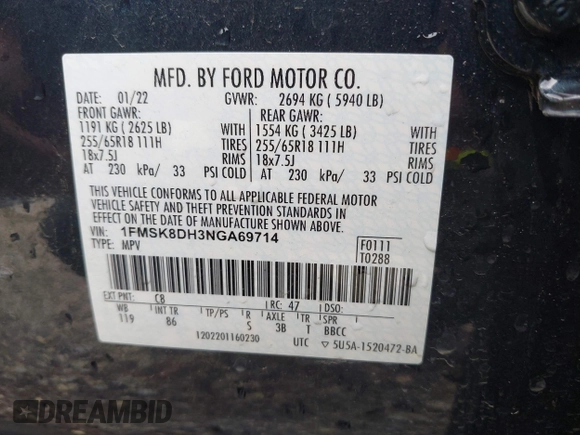 MFD. BY FORD MOTOR CO.
DATE: 01/22 GVWR: 2694 KG ( 5940 LB)
FRONT GAWR: REAR GAWR:
1191 KG ( 2625 LB) WITH 1554 KG ( 3425 LB) WITH
255/65R18 111H TIRES 255/65R18 111H TIRES
18x7.5J RIMS 18x7.5J RIMS
AT 230 kPa/ 33 PSI COLD AT 230 kPa/ 33 PSI COLD
THIS VEHICLE CONFORMS TO ALL APPLICABLE FEDERAL MOTOR
VEHICLE SAFETY AND THEFT PREVENTION STANDARDS IN
EFFECT ON THE DATE OF MANUFACTURE SHOWN ABOVE.
VIN: 1FMSK8DH3NGA69714
TYPE: MPV
F0111
T0288
EXT PNT: C8 RC: 47 DSO:
WB INT TR TP/PS R AXLE TR SPR
119 86 S 3B T BBCC
1202201160230 UTC ▽ 5U5A-1520472-BA
DREAMBID